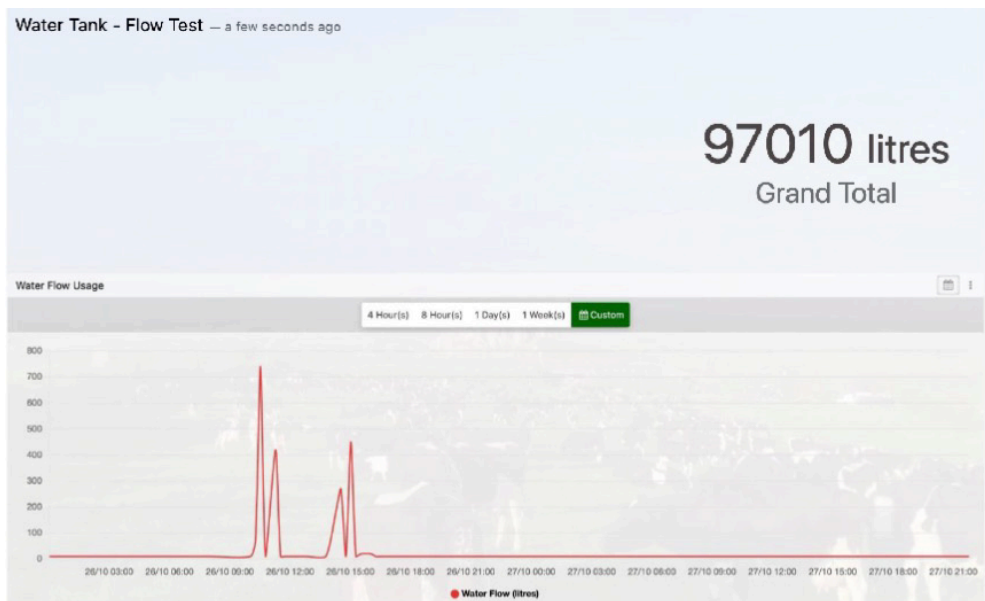 Water Tank - Flow Test — a few seconds ago
97010 litres
Grand Total
Water Flow Usage
4 Hour(s) 8 Hour(s) 1 Day(s) 1 Week(s) Custom
800
700
600
500
400
300
200
100
0
26/10 03:00 26/10 06:00 26/10 09:00 26/10 12:00 26/10 15:00 26/10 18:00 26/10 21:00 27/10 00:00 27/10 03:00 27/10 06:00 27/10 09:00 27/10 12:00 27/10 15:00 27/10 18:00 27/10 21:00
Water Flow (litres)